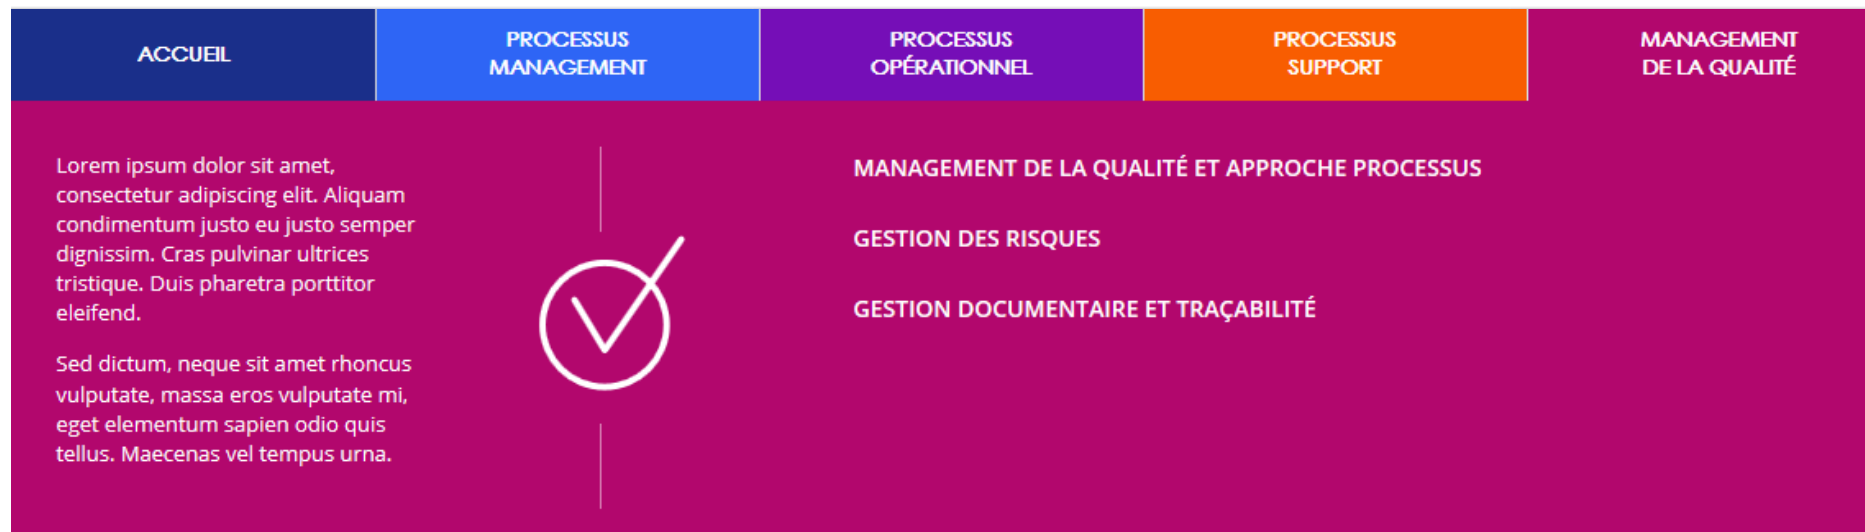 ACCUEIL
PROCESSUS
MANAGEMENT
PROCESSUS
OPÉRATIONNEL
PROCESSUS
SUPPORT
MANAGEMENT
DE LA QUALITÉ
Lorem ipsum dolor sit amet,
consectetur adipiscing elit. Aliquam
condimentum justo eu justo semper
dignissim. Cras pulvinar ultrices
tristique. Duis pharetra porttitor
eleifend.
Sed dictum, neque sit amet rhoncus
vulputate, massa eros vulputate mi,
eget elementum sapien odio quis
tellus. Maecenas vel tempus urna.
MANAGEMENT DE LA QUALITÉ ET APPROCHE PROCESSUS
GESTION DES RISQUES
GESTION DOCUMENTAIRE ET TRAÇABILITÉ